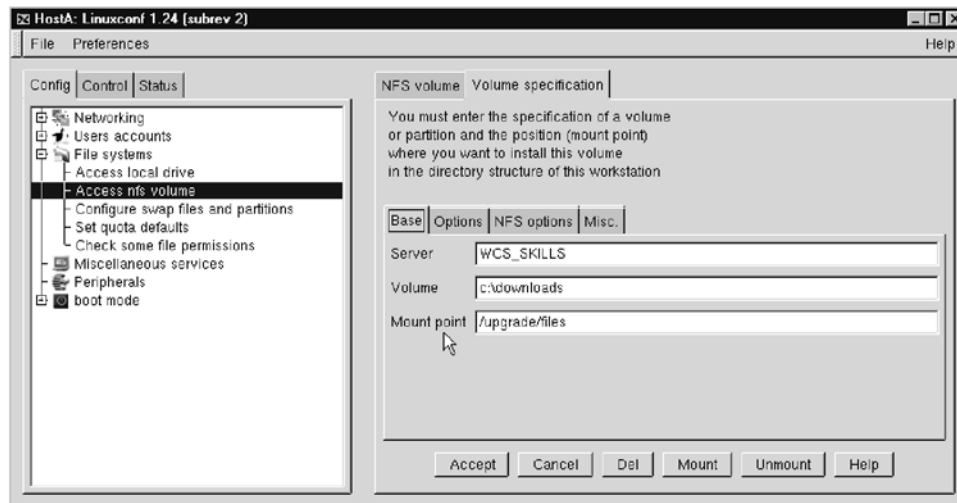 HostA: Linuxconf 1.24 (subrev 2)
File Preferences Help
Config Control Status
Networking
Users accounts
File systems
Access local drive
Access nfs volume
Configure swap files and partitions
Set quota defaults
Check some file permissions
Miscellaneous services
Peripherals
boot mode
NFS volume Volume specification
You must enter the specification of a volume
or partition and the position (mount point)
where you want to install this volume
in the directory structure of this workstation
Base Options NFS options Misc.
Server WCS_SKILLS
Volume c:\downloads
Mount point /upgrade/files
Accept Cancel Del Mount Unmount Help